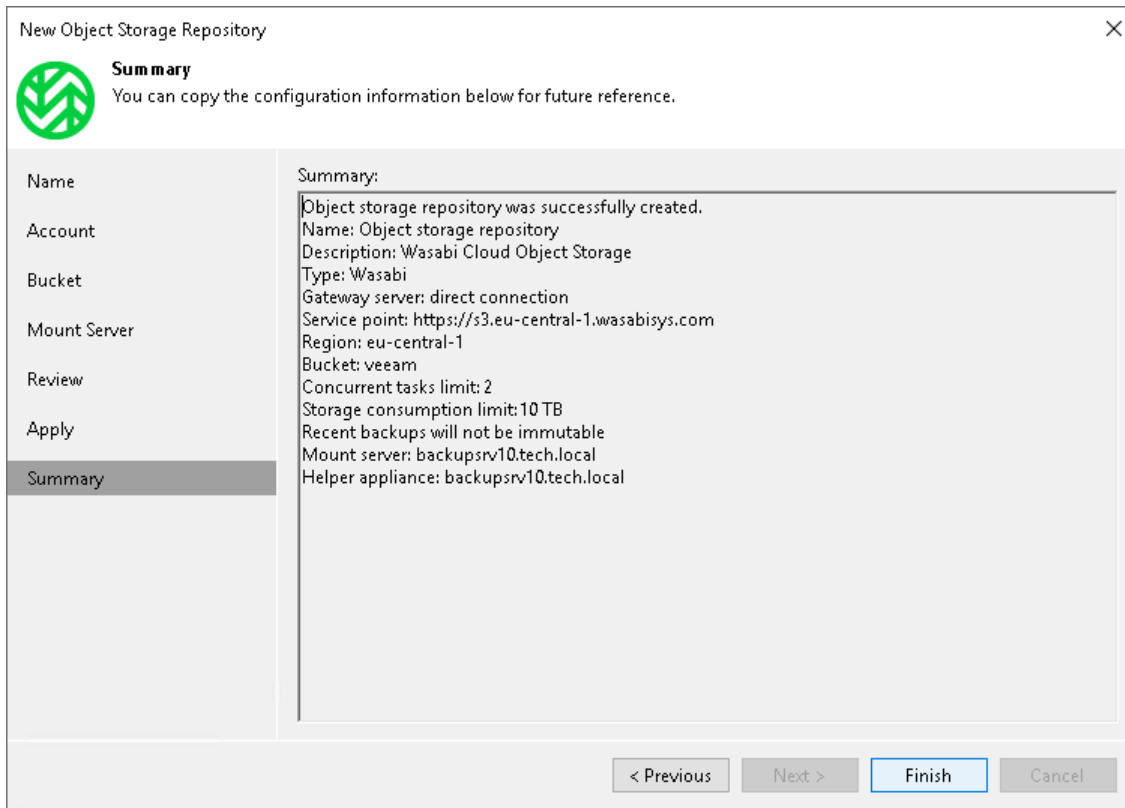 New Object Storage Repository
Summary
You can copy the configuration information below for future reference.
Name
Account
Bucket
Mount Server
Review
Apply
Summary
Summary:
Object storage repository was successfully created.
Name: Object storage repository
Description: Wasabi Cloud Object Storage
Type: Wasabi
Gateway server: direct connection
Service point: https://s3.eu-central-1.wasabisys.com
Region: eu-central-1
Bucket: veeam
Concurrent tasks limit: 2
Storage consumption limit: 10 TB
Recent backups will not be immutable
Mount server: backupsrv10.tech.local
Helper appliance: backupsrv10.tech.local
< Previous
Next >
Finish
Cancel